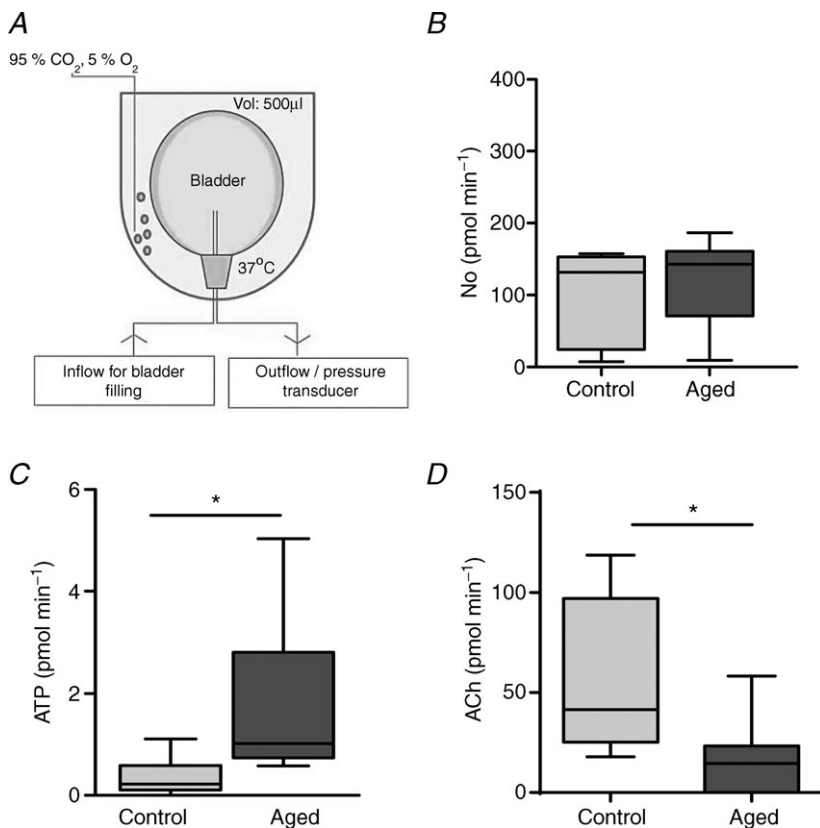 A
95 % CO₂, 5 % O₂
Vol: 500μl
Bladder
37°C
Inflow for bladder
filling
Outflow / pressure
transducer
B
400
300
200
100
0
No (pmol min⁻¹)
Control
Aged
C
6
4
2
0
ATP (pmol min⁻¹)
*
Control
Aged
D
150
100
50
0
ACh (pmol min⁻¹)
*
Control
Aged